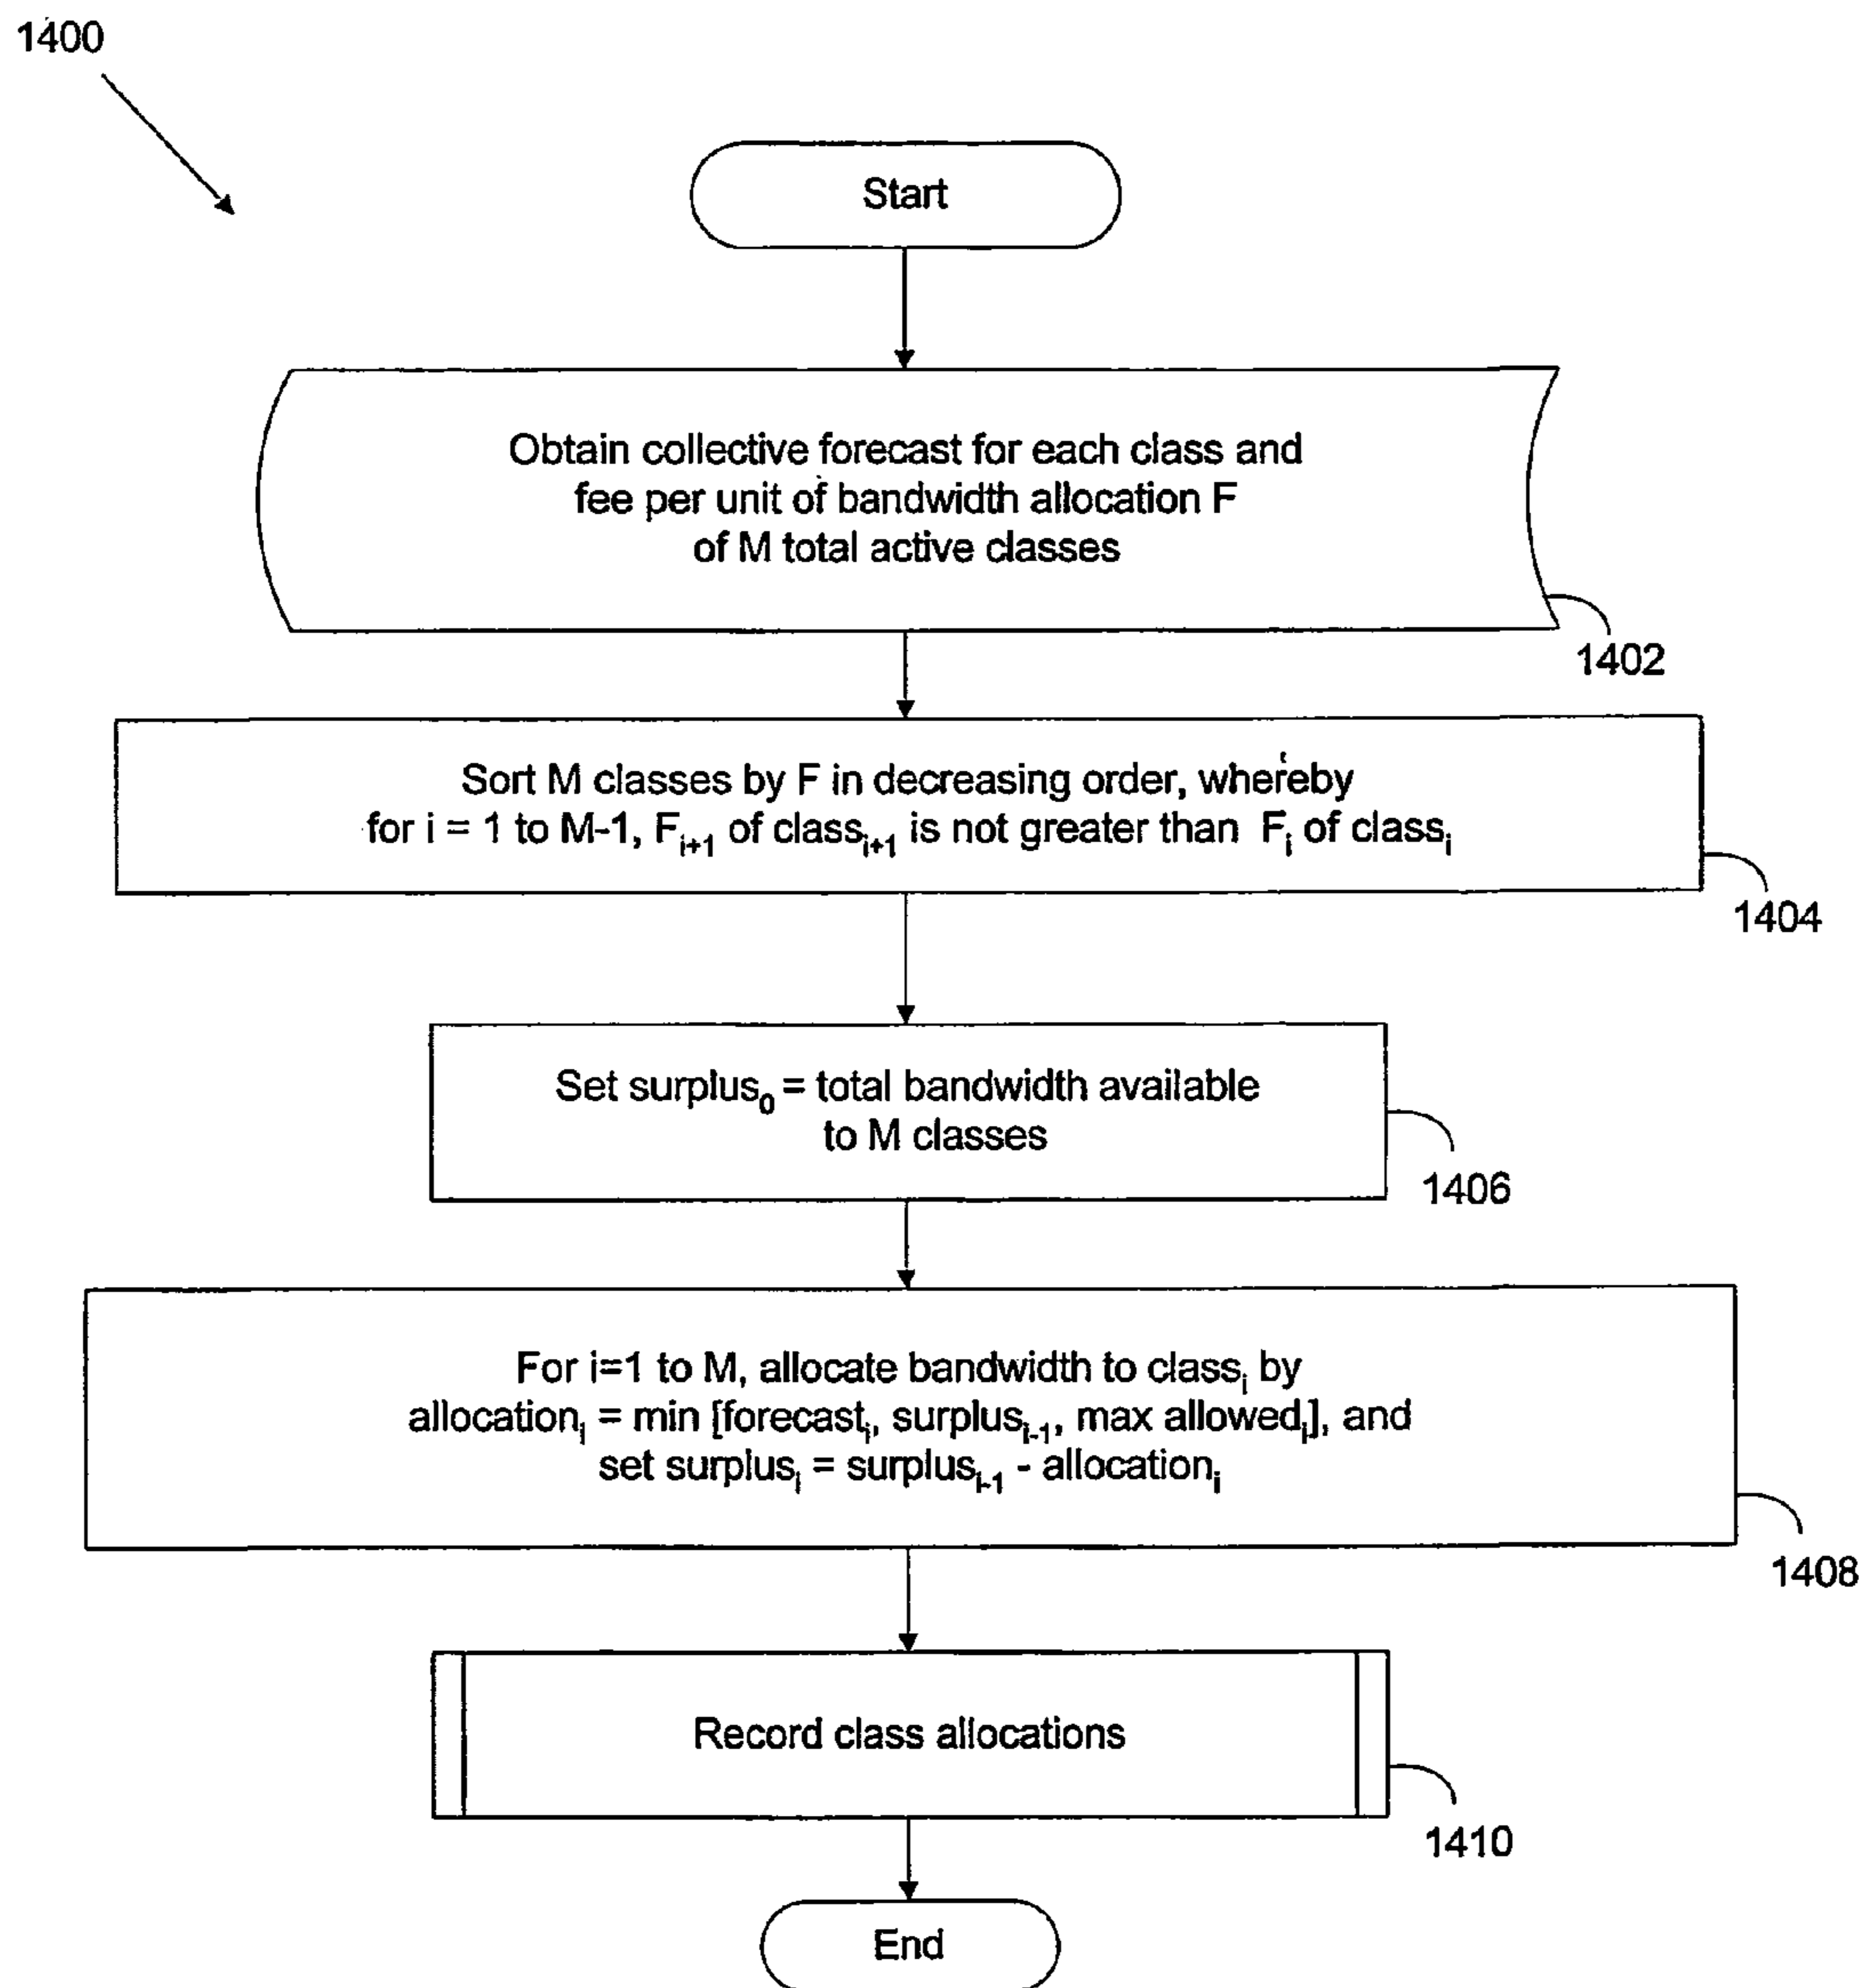 1400
Start
Obtain collective forecast for each class and
fee per unit of bandwidth allocation F
of M total active classes
1402
Sort M classes by F in decreasing order, whereby
for i = 1 to M-1, Fᵢ₊₁ of classᵢ₊₁ is not greater than Fᵢ of classᵢ
1404
Set surplus₀ = total bandwidth available
to M classes
1406
For i=1 to M, allocate bandwidth to classᵢ by
allocationᵢ = min [forecastᵢ, surplusᵢ₋₁, max allowedᵢ], and
set surplusᵢ = surplusᵢ₋₁ - allocationᵢ
1408
Record class allocations
1410
End